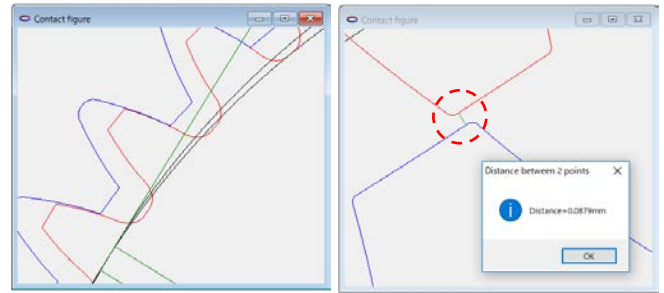 Contact figure
Contact figure
Distance between 2 points
Distance=0.0879mm
OK